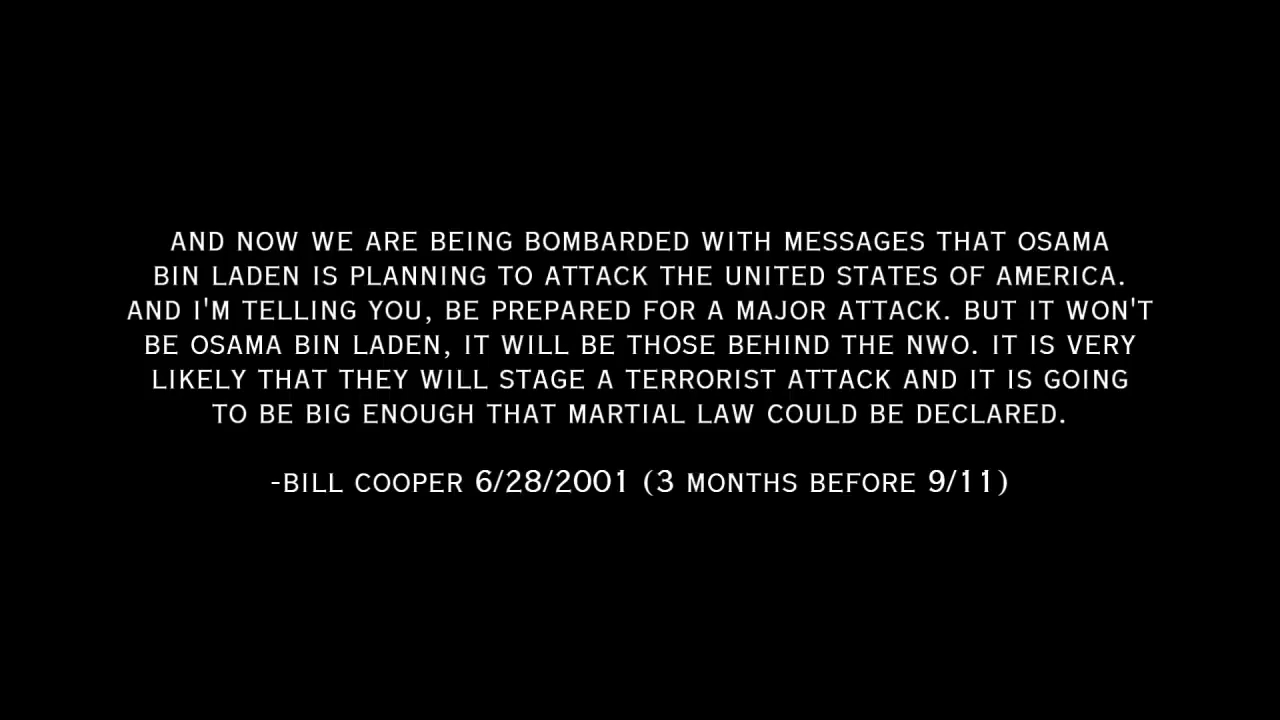 AND NOW WE ARE BEING BOMBARDED WITH MESSAGES THAT OSAMA
BIN LADEN IS PLANNING TO ATTACK THE UNITED STATES OF AMERICA.
AND I'M TELLING YOU, BE PREPARED FOR A MAJOR ATTACK. BUT IT WON'T
BE OSAMA BIN LADEN, IT WILL BE THOSE BEHIND THE NWO. IT IS VERY
LIKELY THAT THEY WILL STAGE A TERRORIST ATTACK AND IT IS GOING
TO BE BIG ENOUGH THAT MARTIAL LAW COULD BE DECLARED.
-BILL COOPER 6/28/2001 (3 MONTHS BEFORE 9/11)